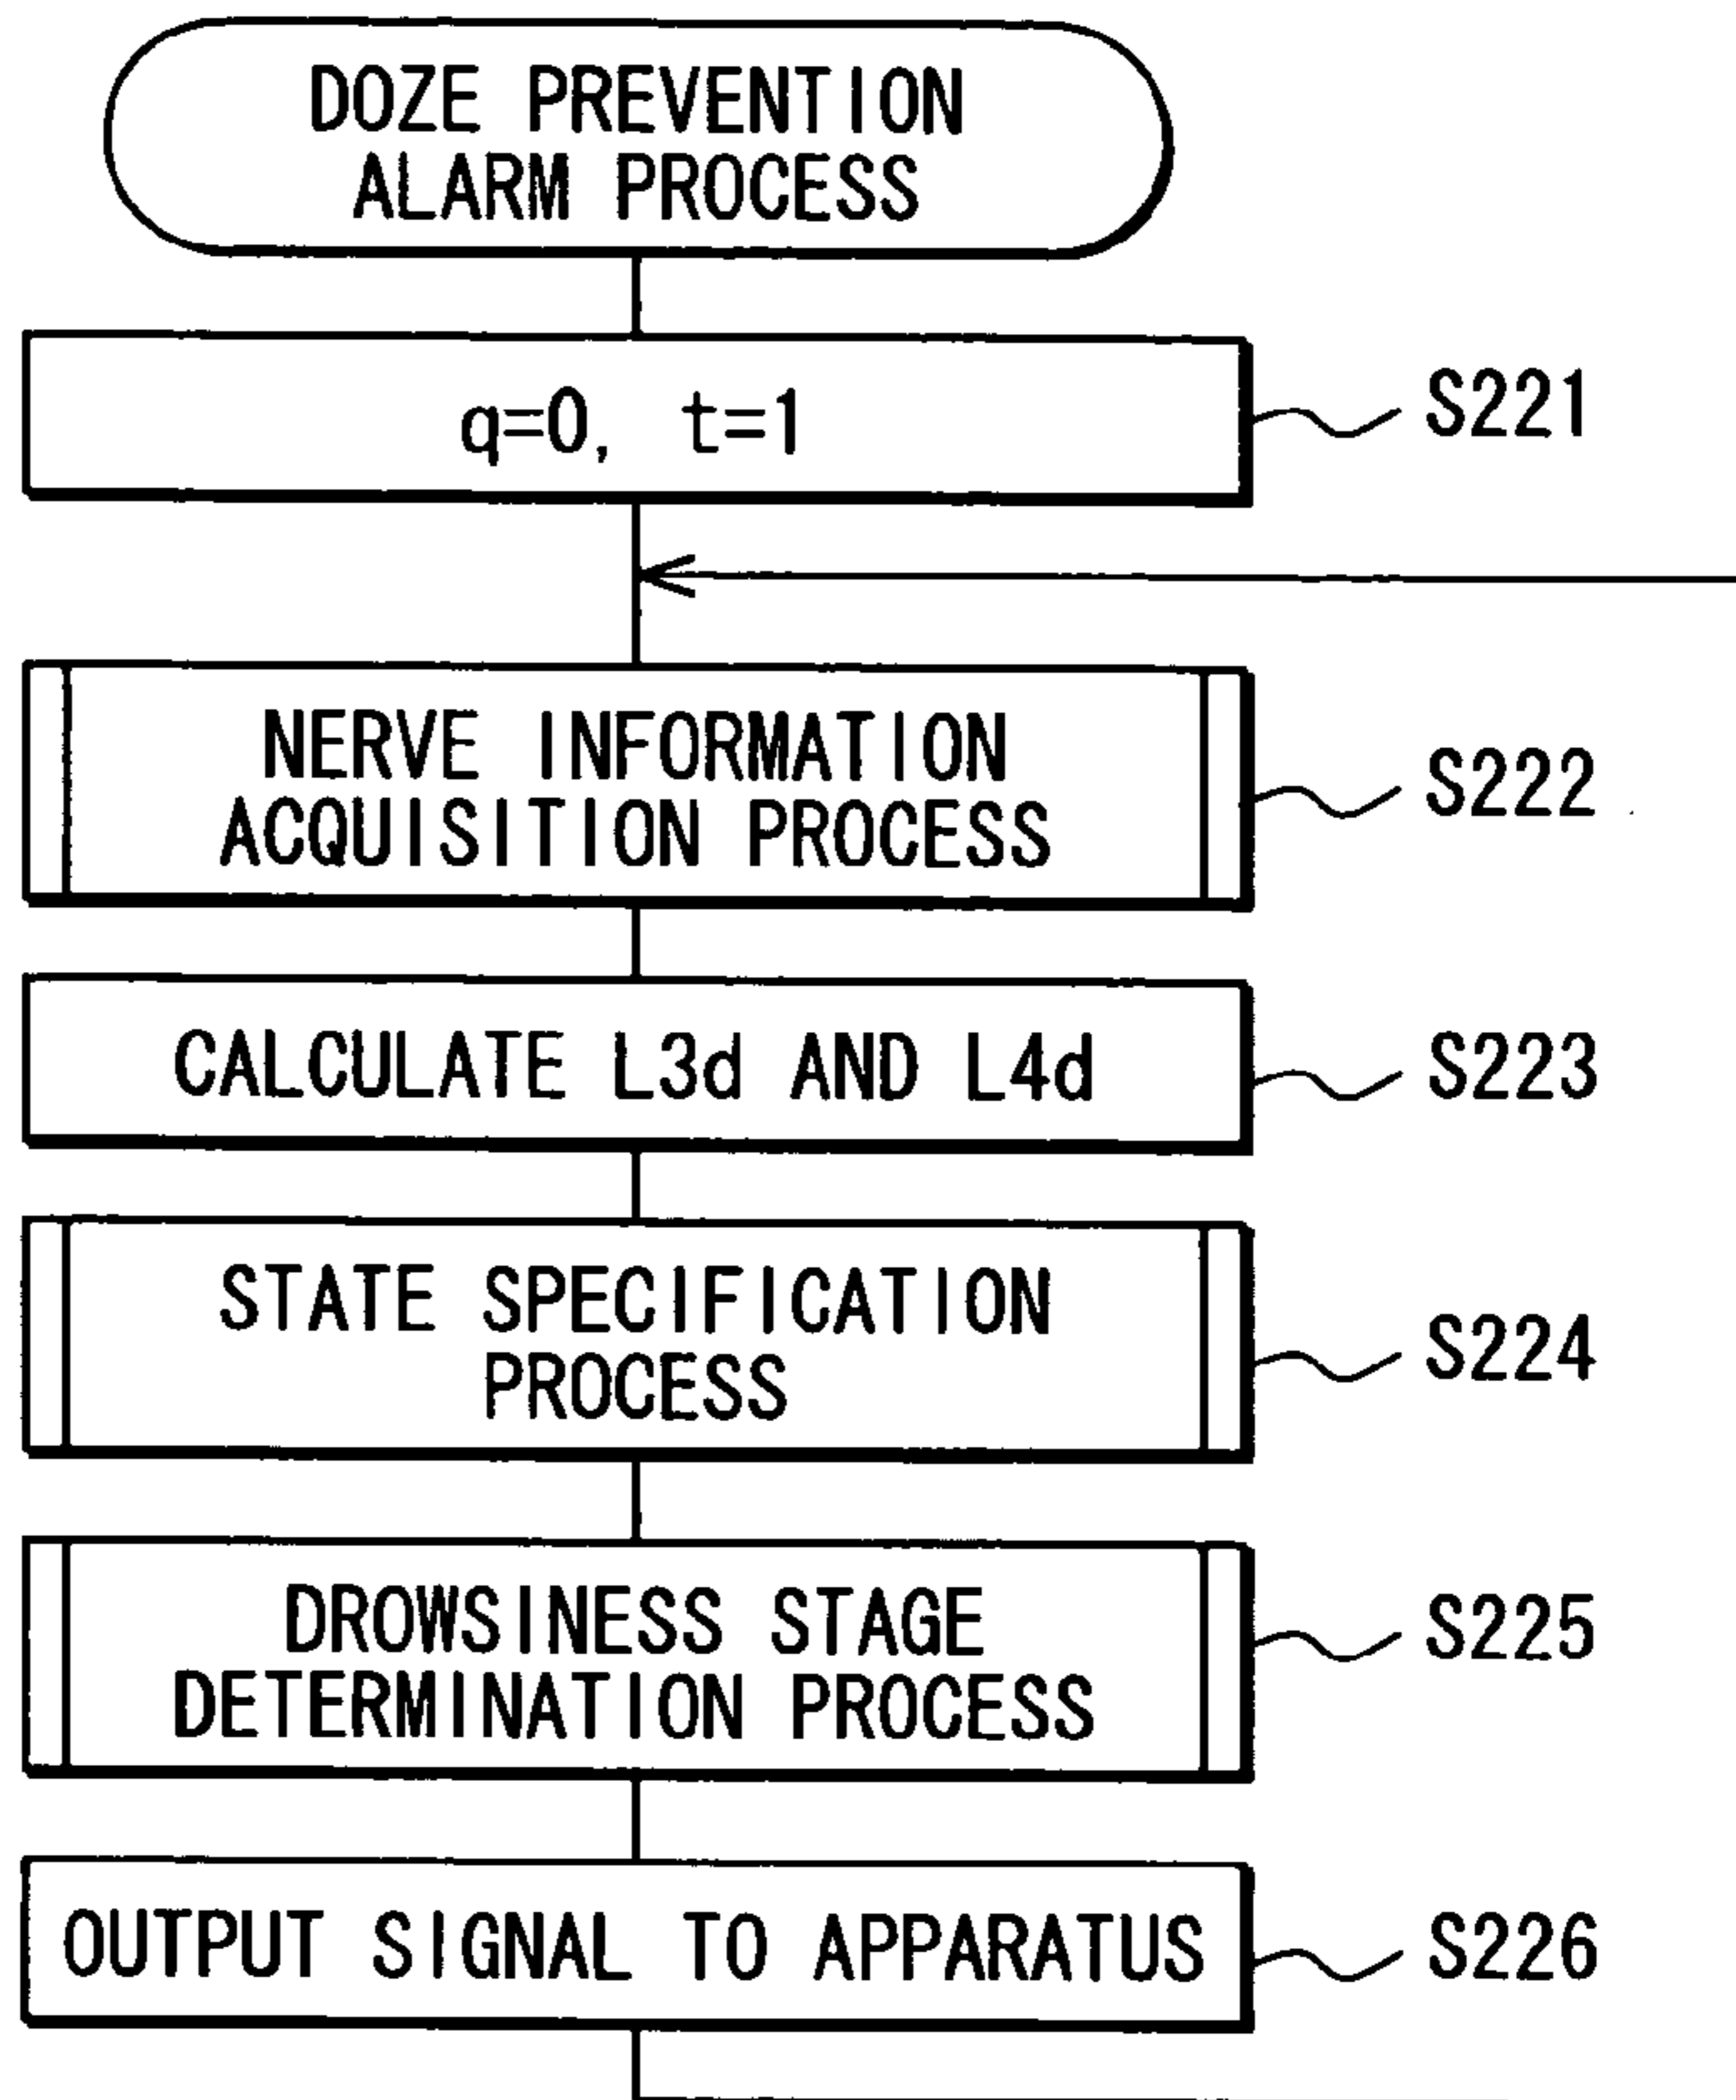 DOZE PREVENTION
ALARM PROCESS
q=0, t=1
S221
NERVE INFORMATION
ACQUISITION PROCESS
S222
CALCULATE L3d AND L4d
S223
STATE SPECIFICATION
PROCESS
S224
DROWSINESS STAGE
DETERMINATION PROCESS
S225
OUTPUT SIGNAL TO APPARATUS
S226